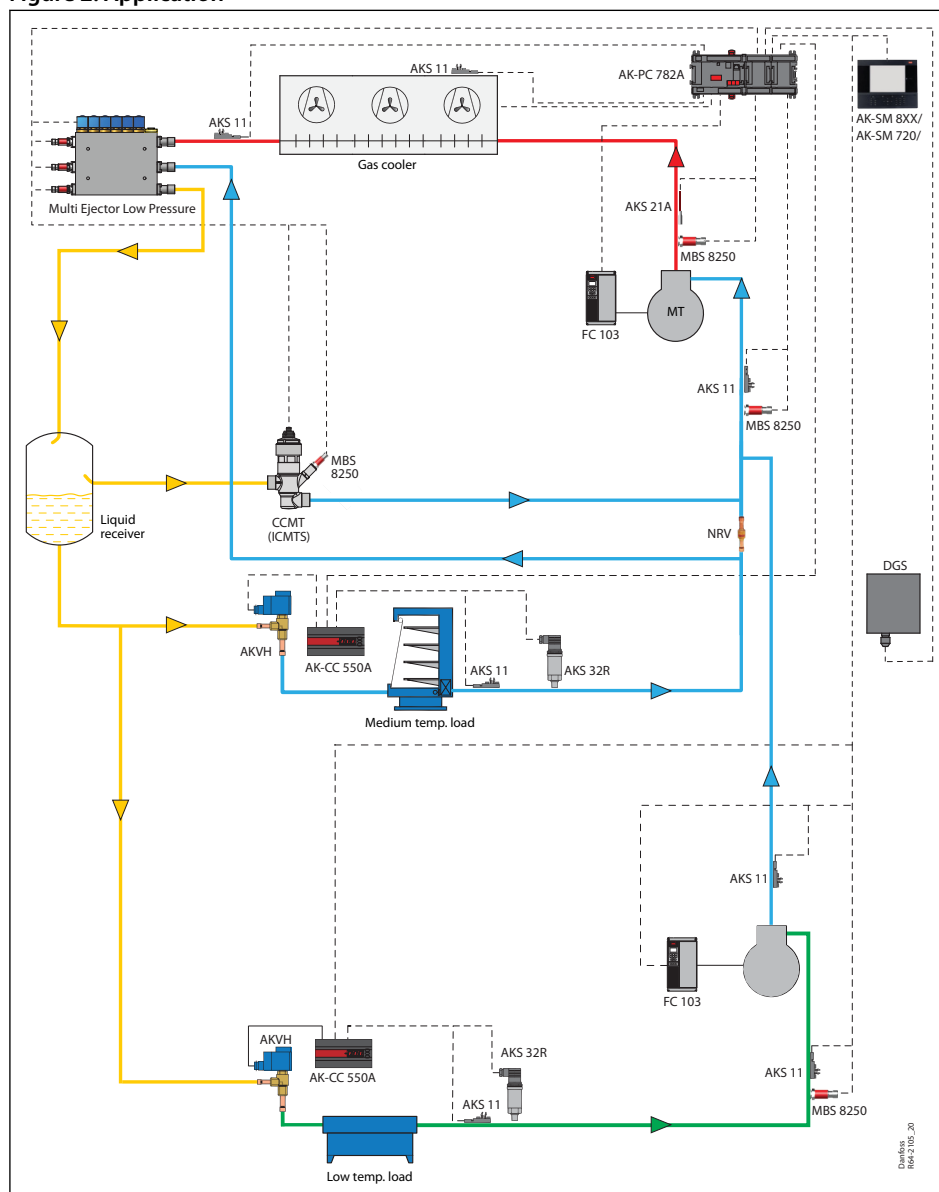 Figure 2: Application
AKS 11
AK-PC 782A
AK-SM 8XX/
AK-SM 720/
AKS 11
Gas cooler
Multi Ejector Low Pressure
AKS 21A
MBS 8250
FC 103
MT
AKS 11
MBS 8250
MBS
8250
CCMT
(ICMTS)
Liquid
receiver
NRV
DGS
AKVH
AK-CC 550A
AKS 11
AKS 32R
Medium temp. load
AKS 11
FC 103
AKVH
AK-CC 550A
AKS 32R
AKS 11
AKS 11
MBS 8250
Low temp. load
Danfoss
R64-2105_20